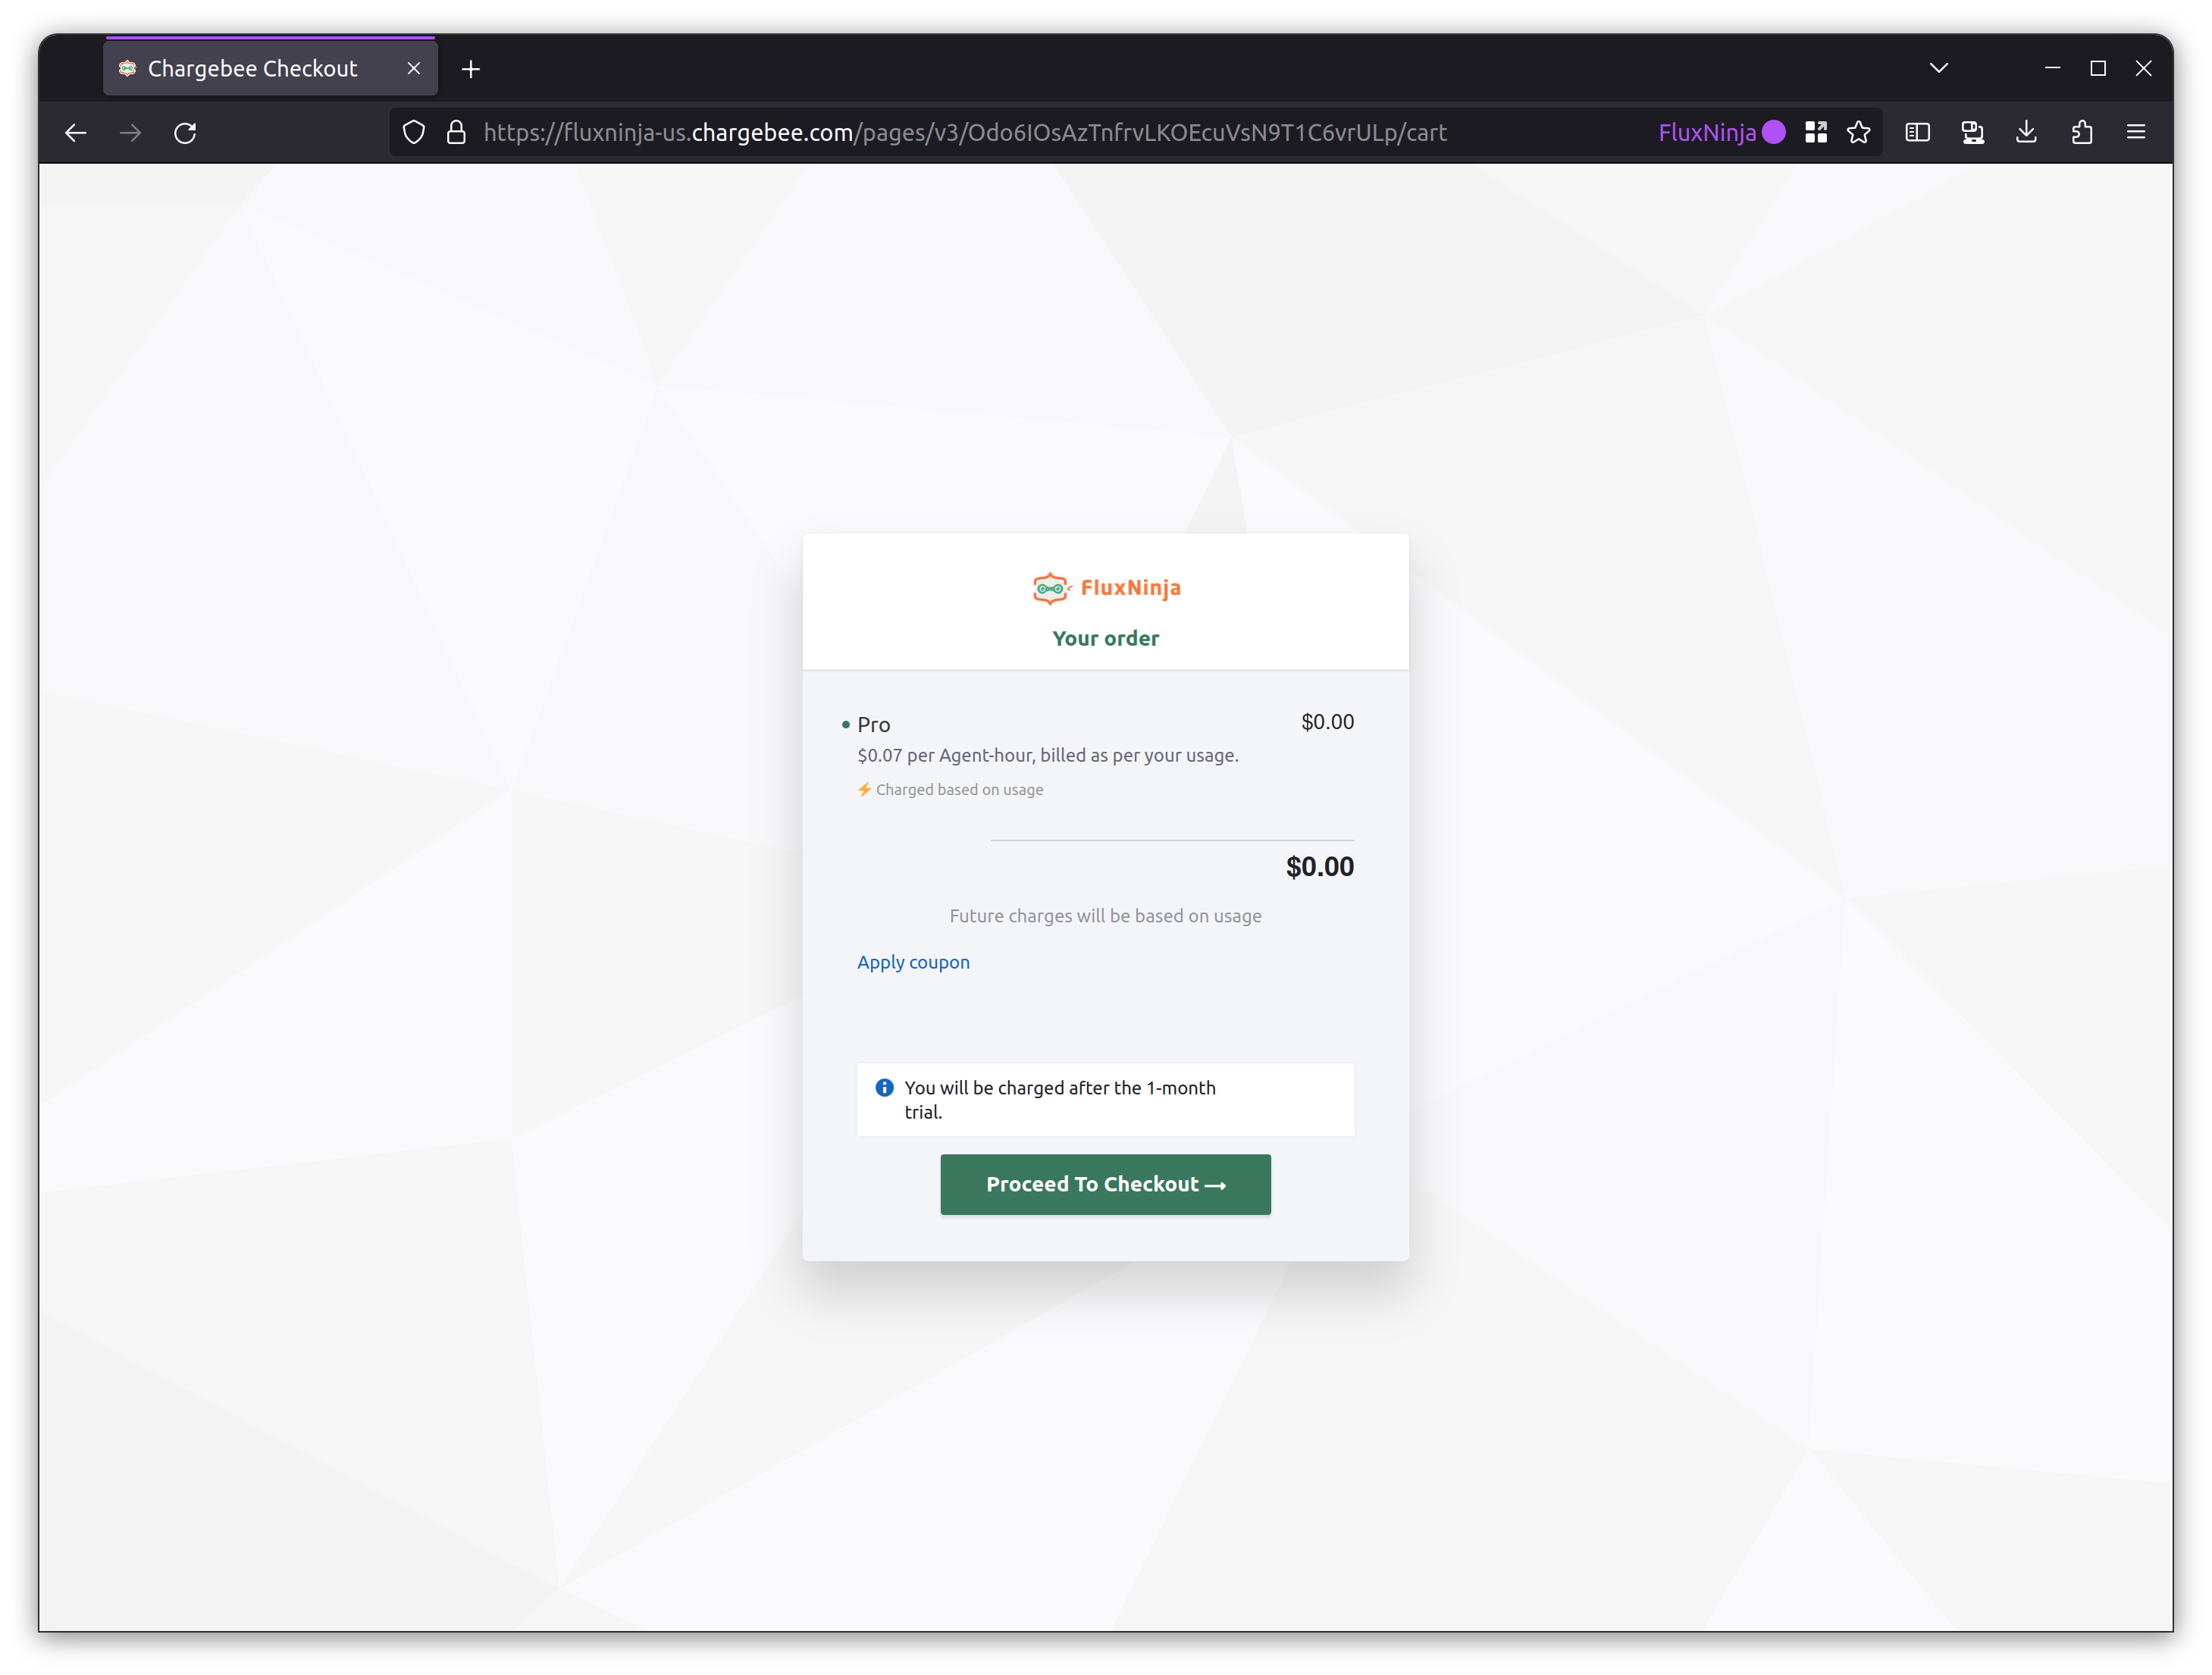 Chargebee Checkout
https://fluxninja-us.chargebee.com/pages/v3/Odo6IOsAzTnfrvLKOEcuVsN9T1C6vrULp/cart
FluxNinja
FluxNinja
Your order
Pro
$0.00
$0.07 per Agent-hour, billed as per your usage.
⚡ Charged based on usage
$0.00
Future charges will be based on usage
Apply coupon
You will be charged after the 1-month
trial.
Proceed To Checkout →